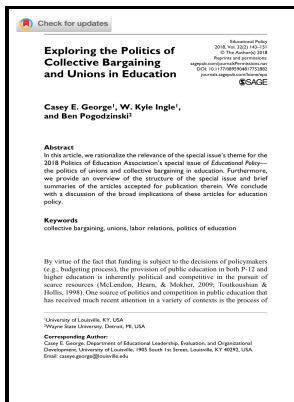 Check for updates
Educational Policy
2018, Vol. 32(2) 143–151
© The Author(s) 2018
Reprints and permissions:
sagepub.com/journalsPermissions.nav
DOI: 10.1177/0895904817752882
journals.sagepub.com/home/epx
SAGE
Exploring the Politics of
Collective Bargaining
and Unions in Education
Casey E. George¹, W. Kyle Ingle¹,
and Ben Pogodzinski²
Abstract
In this article, we rationalize the relevance of the special issue's theme for the
2018 Politics of Education Association's special issue of Educational Policy—
the politics of unions and collective bargaining in education. Furthermore,
we provide an overview of the structure of the special issue and brief
summaries of the articles accepted for publication therein. We conclude
with a discussion of the broad implications of these articles for education
policy.
Keywords
collective bargaining, unions, labor relations, politics of education
By virtue of the fact that funding is subject to the decisions of policymakers
(e.g., budgeting process), the provision of public education in both P-12 and
higher education is inherently political and competitive in the pursuit of
scarce resources (McLendon, Hearn, & Mokher, 2009; Toutkoushian &
Hollis, 1998). One source of politics and competition in public education that
has received much recent attention in a variety of contexts is the process of
¹University of Louisville, KY, USA
²Wayne State University, Detroit, MI, USA
Corresponding Author:
Casey E. George, Department of Educational Leadership, Evaluation, and Organizational
Development, University of Louisville, 1905 South 1st Street, Louisville, KY 40292, USA.
Email: caseye.george@louisville.edu